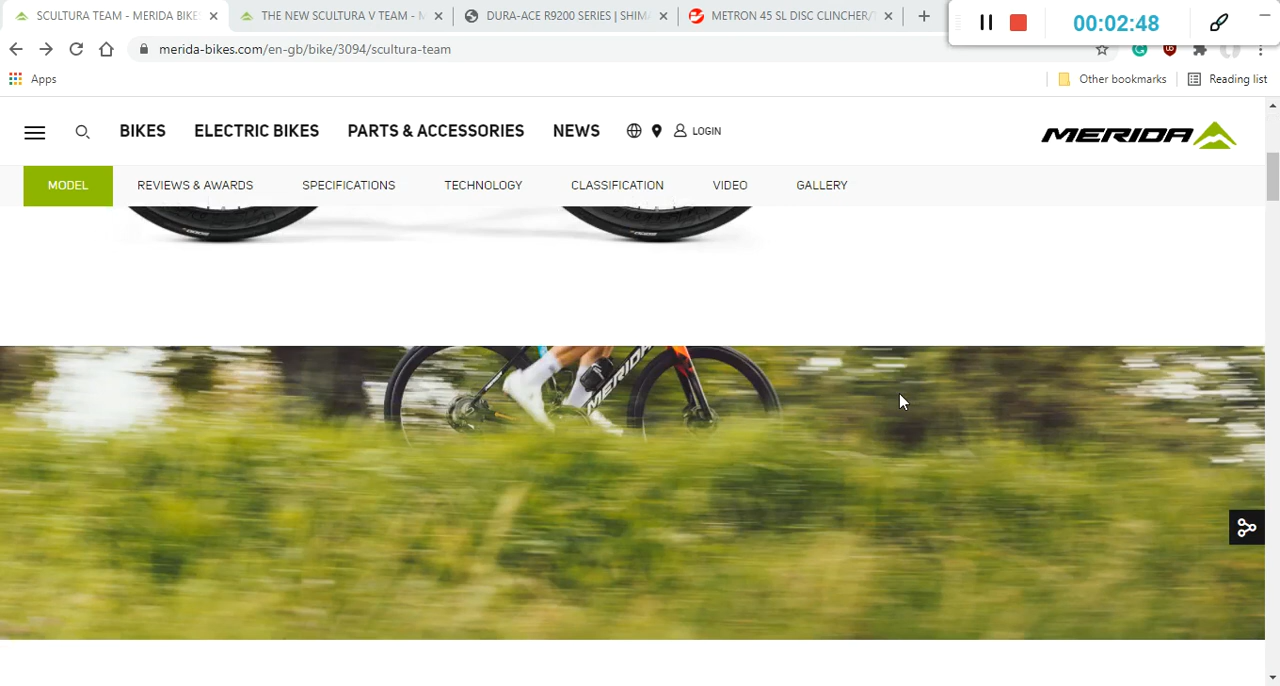 SCULTURA TEAM - MERIDA BIKE
THE NEW SCULTURA V TEAM - M
DURA-ACE R9200 SERIES | SHIM
METRON 45 SL DISC CLINCHER/T
00:02:48
merida-bikes.com/en-gb/bike/3094/scultura-team
Apps
Other bookmarks
Reading list
BIKES
ELECTRIC BIKES
PARTS & ACCESSORIES
NEWS
LOGIN
MERIDA
MODEL
REVIEWS & AWARDS
SPECIFICATIONS
TECHNOLOGY
CLASSIFICATION
VIDEO
GALLERY
MERIDA